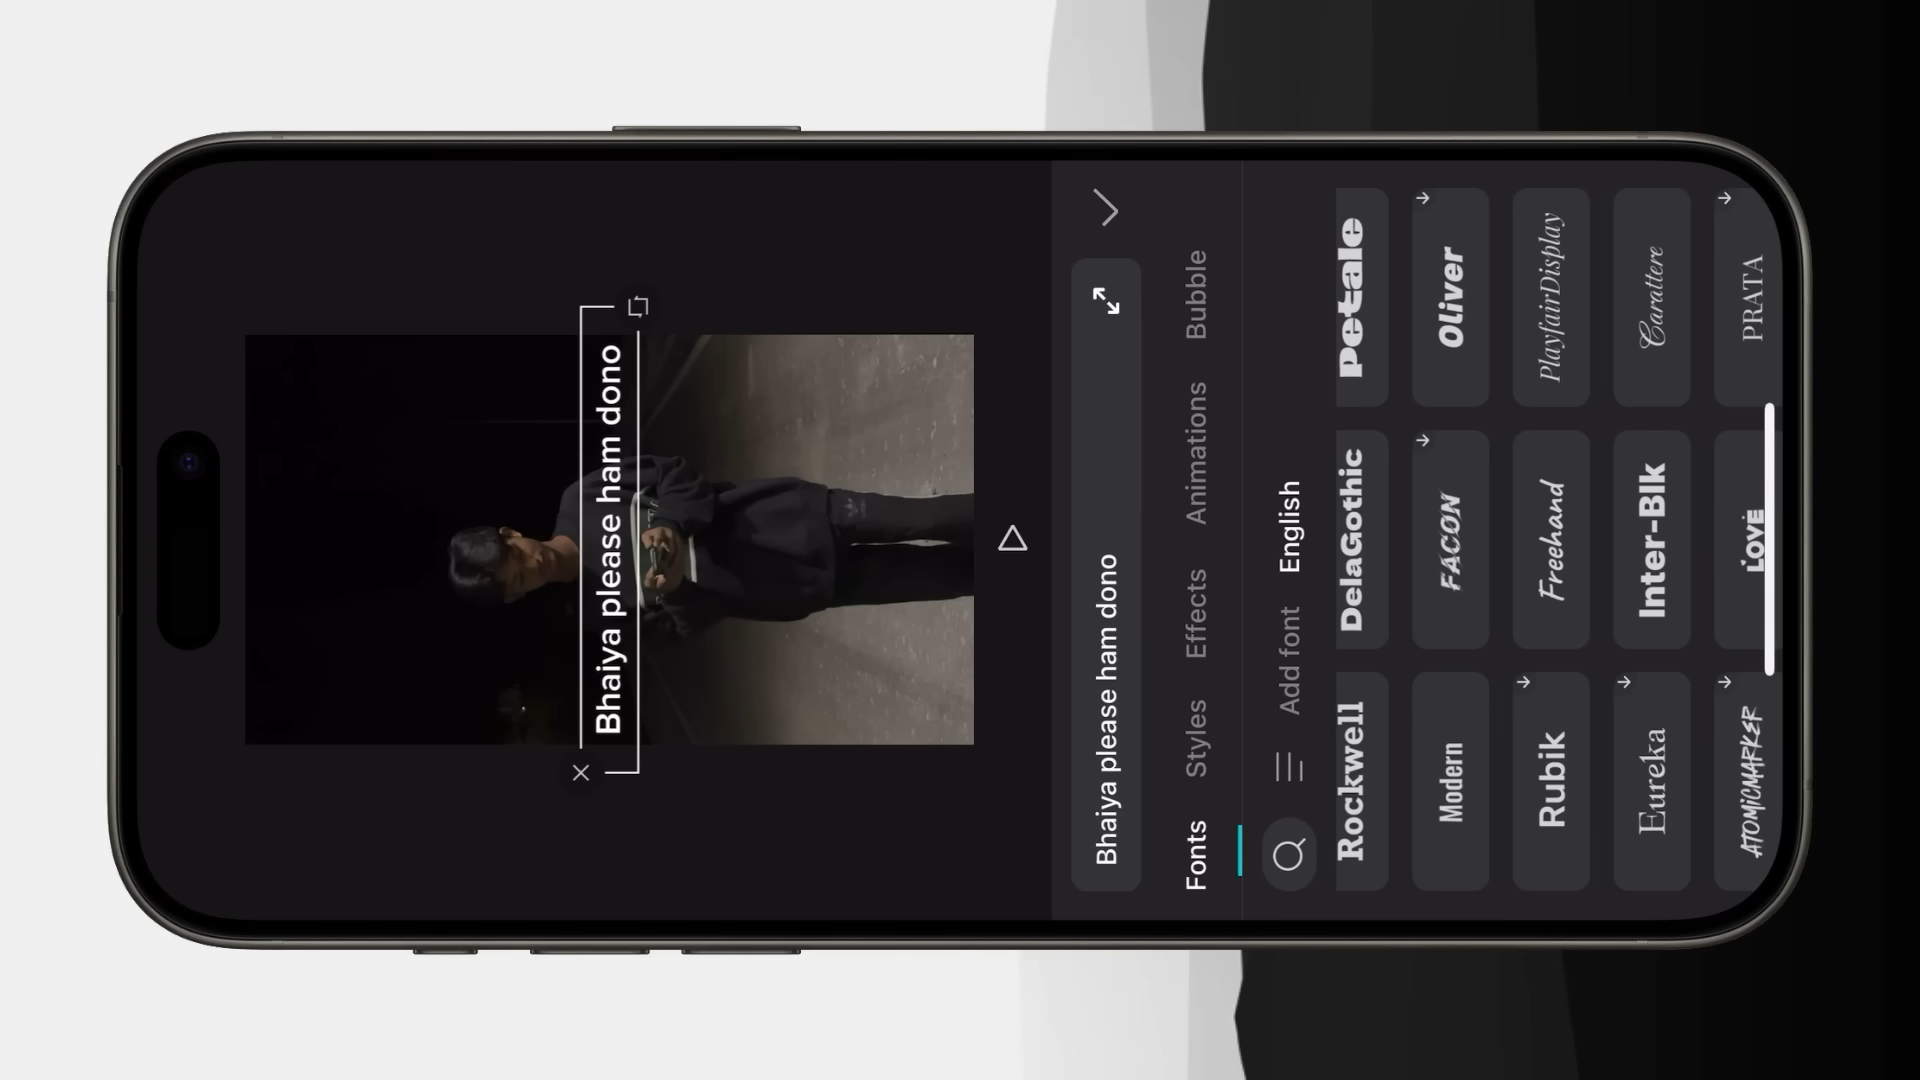 Bhaiya please ham dono
Bhaiya please ham dono
Fonts Styles Effects Animations Bubble
Add font English
Rockwell DelaGothic Petale
Modern FACON Oliver
Rubik Freehand PlayfairDisplay
Eureka Inter-Blk Carattere
ATOMICMARKER LOVE PRATA